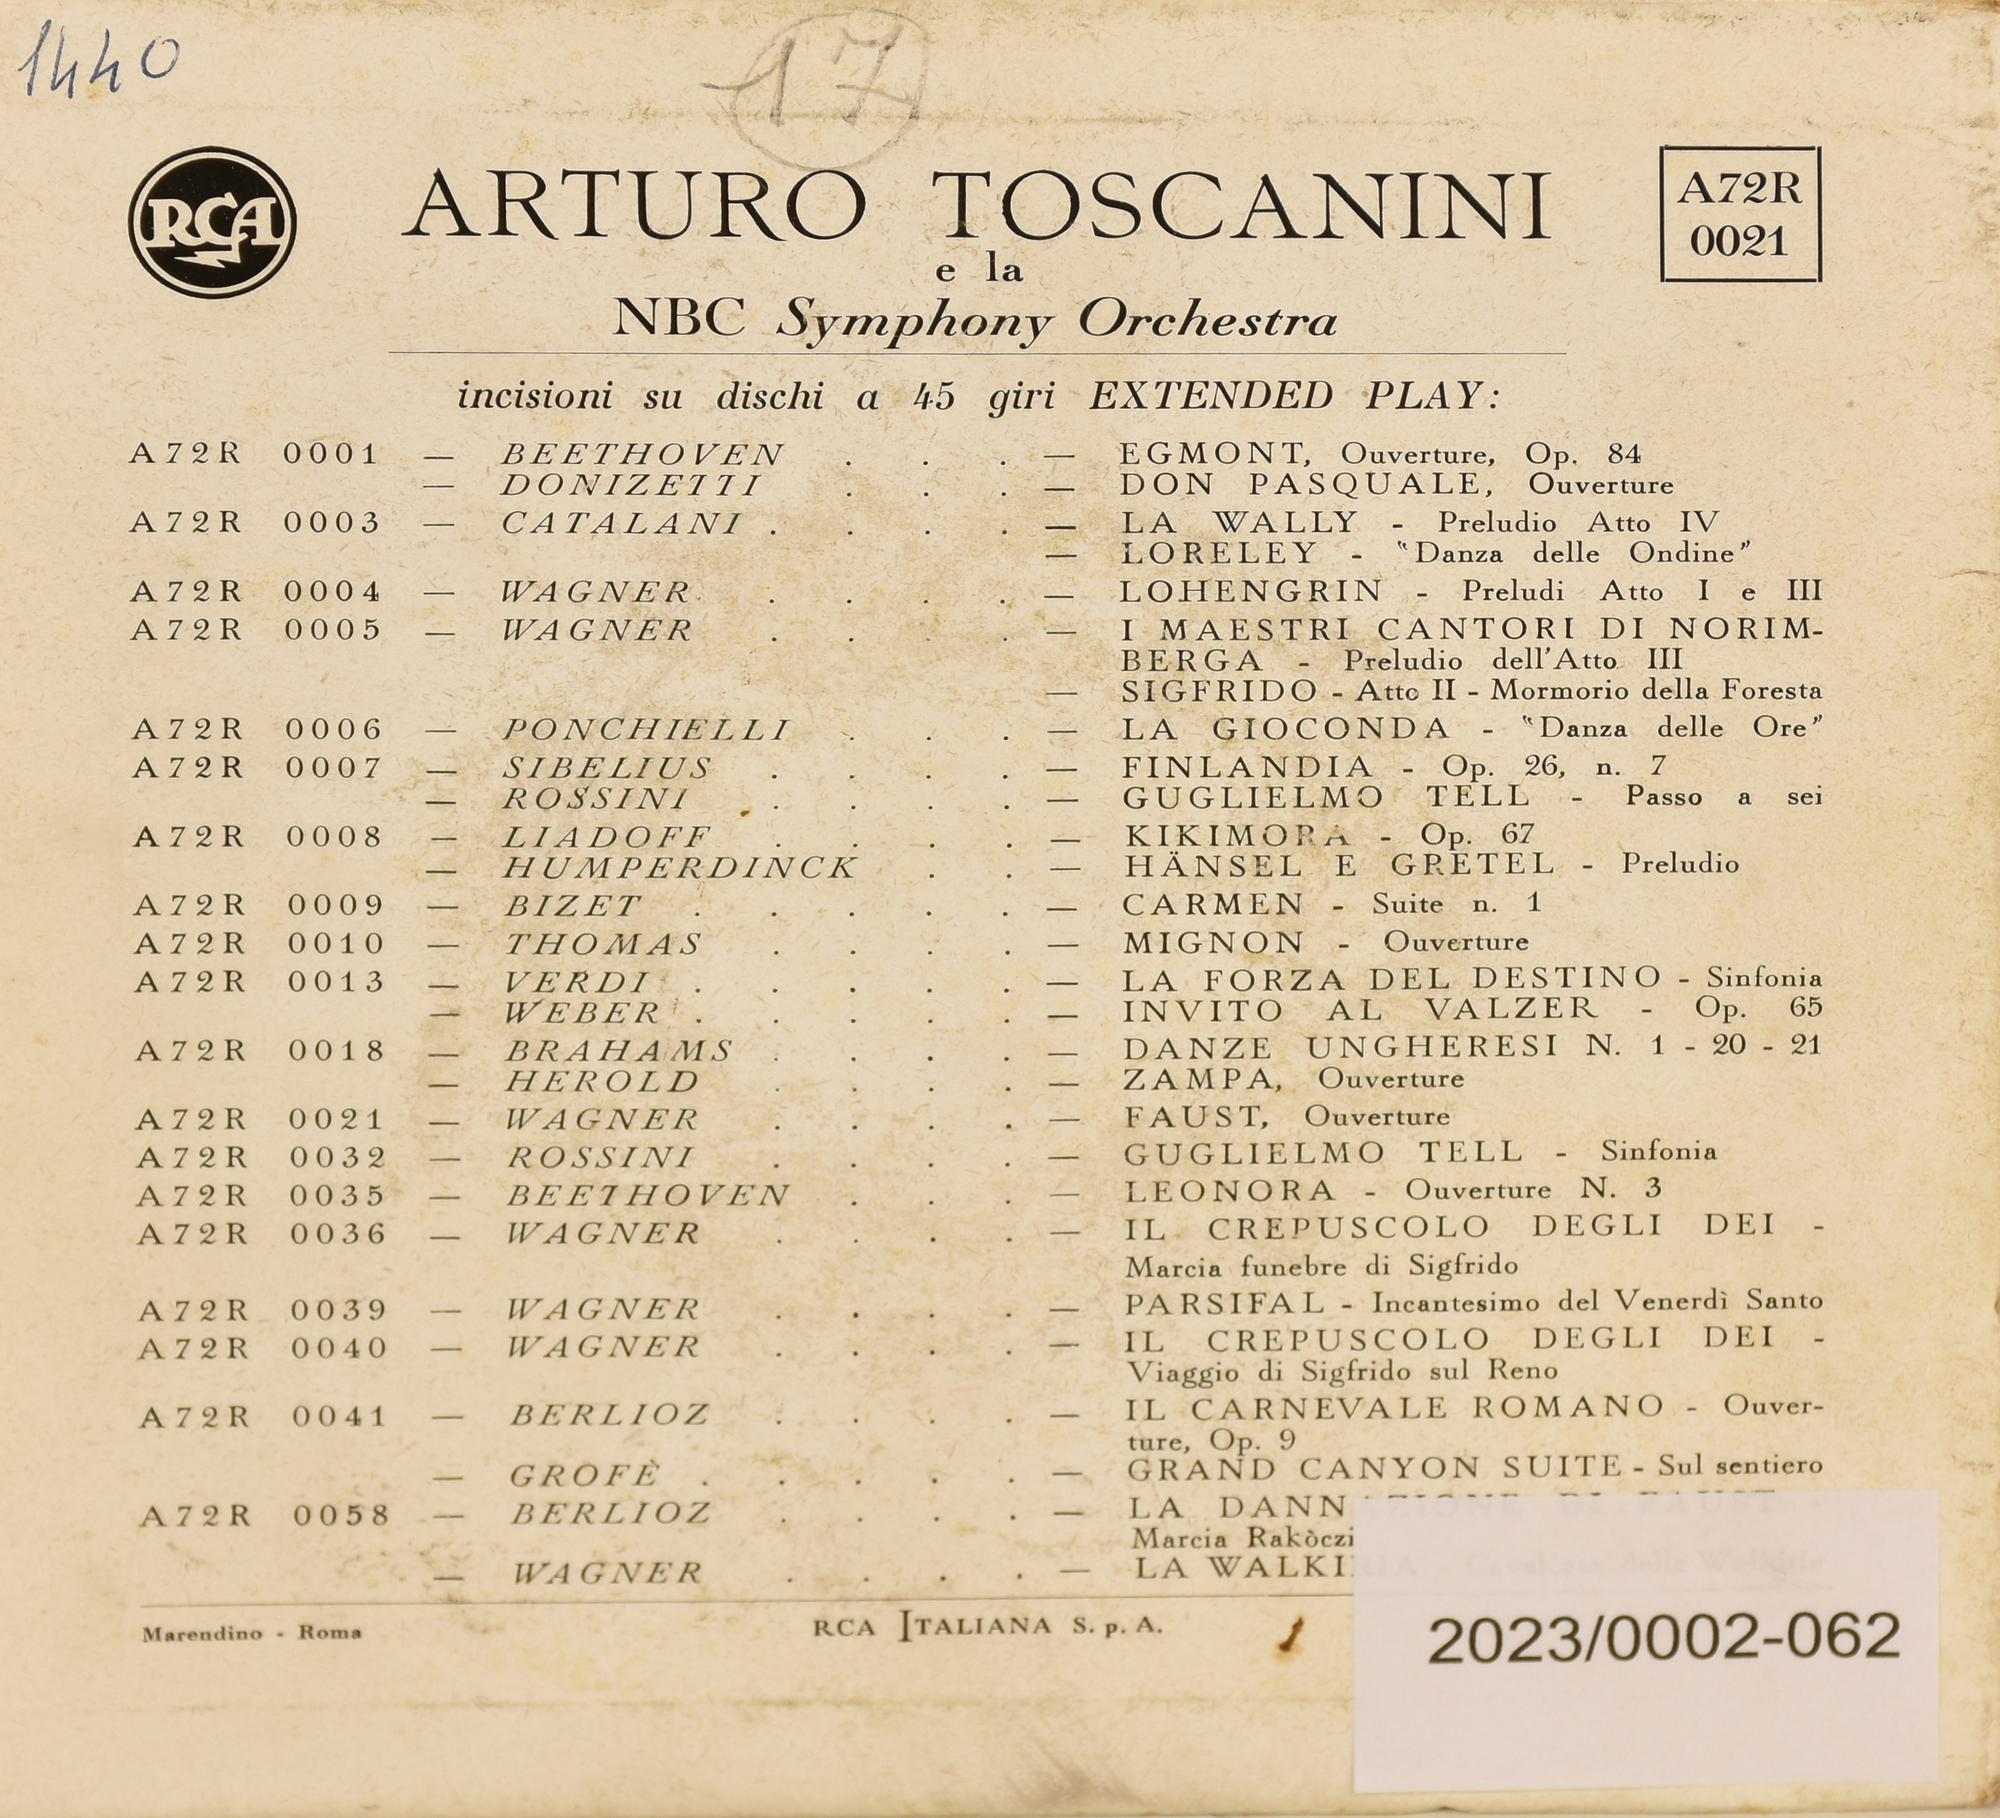 1440
17
RCA
ARTURO TOSCANINI
A72R
0021
e la
NBC Symphony Orchestra
incisioni su dischi a 45 giri EXTENDED PLAY:
A72R 0001 — BEETHOVEN . . . — EGMONT, Ouverture, Op. 84
— DONIZETTI . . . — DON PASQUALE, Ouverture
A72R 0003 — CATALANI . . . . — LA WALLY - Preludio Atto IV
— LORELEY - "Danza delle Ondine"
A72R 0004 — WAGNER . . . . — LOHENGRIN - Preludi Atto I e III
A72R 0005 — WAGNER . . . . — I MAESTRI CANTORI DI NORIM-
BERGA - Preludio dell'Atto III
— SIGFRIDO - Atto II - Mormorio della Foresta
A72R 0006 — PONCHIELLI . . . — LA GIOCONDA - "Danza delle Ore"
A72R 0007 — SIBELIUS . . . . — FINLANDIA - Op. 26, n. 7
— ROSSINI . . . . — GUGLIELMO TELL - Passo a sei
A72R 0008 — LIADOFF . . . . — KIKIMORA - Op. 67
— HUMPERDINCK . . — HÄNSEL E GRETEL - Preludio
A72R 0009 — BIZET . . . . . — CARMEN - Suite n. 1
A72R 0010 — THOMAS . . . . — MIGNON - Ouverture
A72R 0013 — VERDI . . . . . — LA FORZA DEL DESTINO - Sinfonia
— WEBER . . . . . — INVITO AL VALZER - Op. 65
A72R 0018 — BRAHAMS . . . . — DANZE UNGHERESI N. 1 - 20 - 21
— HEROLD . . . . — ZAMPA, Ouverture
A72R 0021 — WAGNER . . . . — FAUST, Ouverture
A72R 0032 — ROSSINI . . . . — GUGLIELMO TELL - Sinfonia
A72R 0035 — BEETHOVEN . . . — LEONORA - Ouverture N. 3
A72R 0036 — WAGNER . . . . — IL CREPUSCOLO DEGLI DEI -
Marcia funebre di Sigfrido
A72R 0039 — WAGNER . . . . — PARSIFAL - Incantesimo del Venerdì Santo
A72R 0040 — WAGNER . . . . — IL CREPUSCOLO DEGLI DEI -
Viaggio di Sigfrido sul Reno
A72R 0041 — BERLIOZ . . . . — IL CARNEVALE ROMANO - Ouver-
ture, Op. 9
— GROFÈ . . . . . — GRAND CANYON SUITE - Sul sentiero
A72R 0058 — BERLIOZ . . . . — LA
Marcia Rakòczi
— WAGNER . . . . — LA
Marendino - Roma
RCA ITALIANA S. p. A.
2023/0002-062